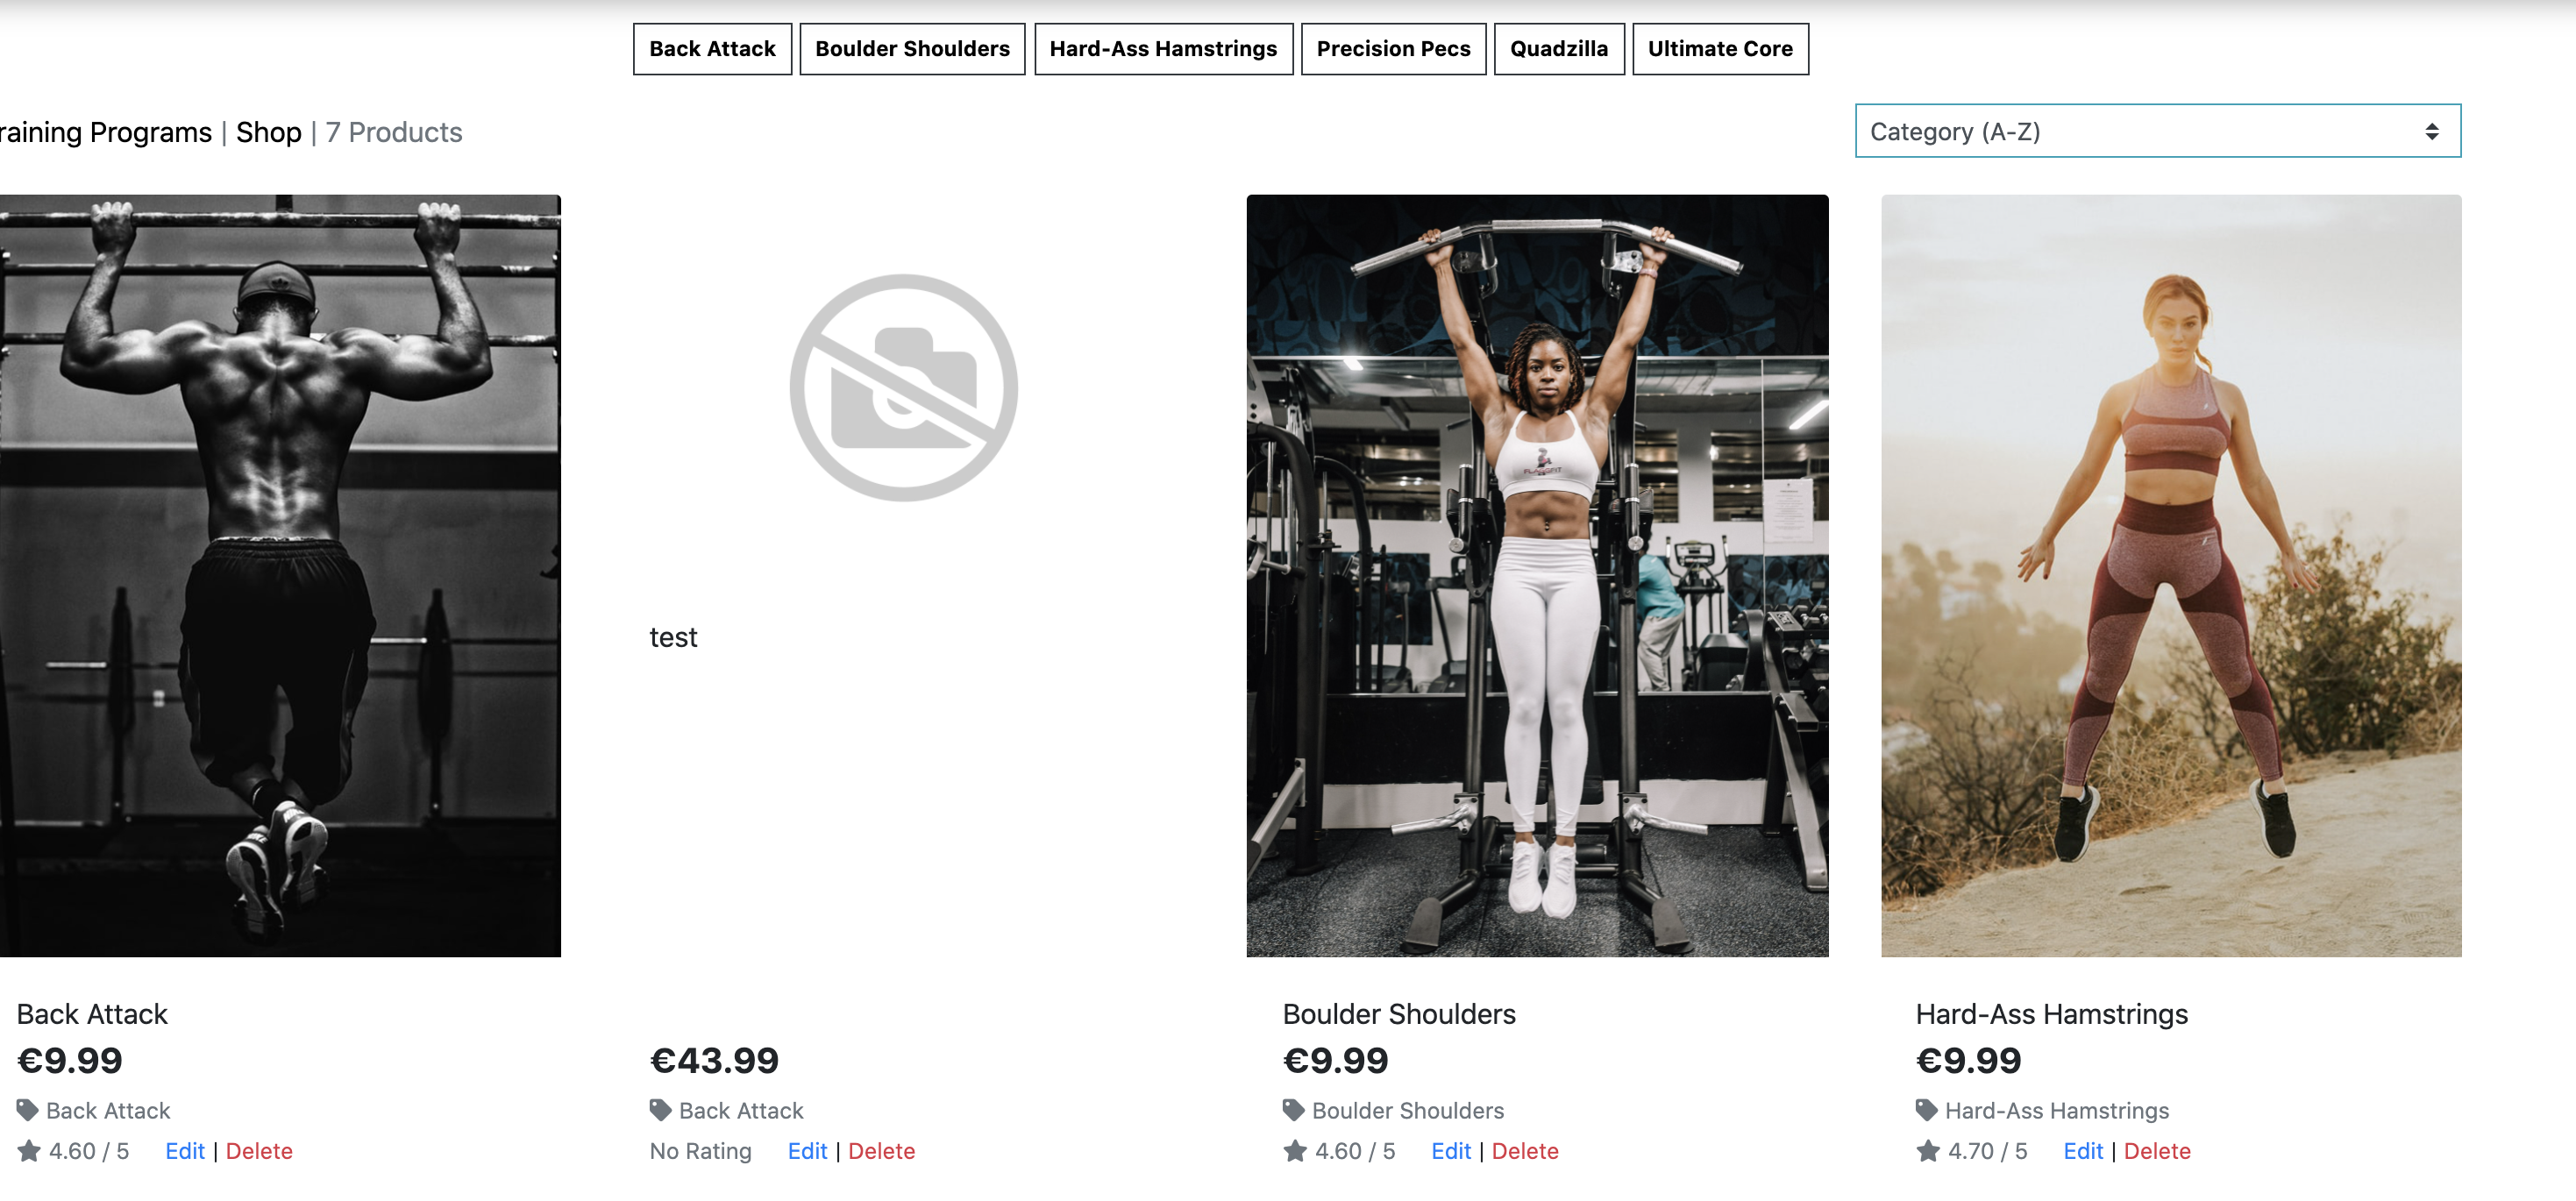 Back Attack
Boulder Shoulders
Hard-Ass Hamstrings
Precision Pecs
Quadzilla
Ultimate Core
raining Programs | Shop | 7 Products
Category (A-Z)
test
Back Attack
€9.99
Back Attack
4.60 / 5 Edit | Delete
€43.99
Back Attack
No Rating Edit | Delete
Boulder Shoulders
€9.99
Boulder Shoulders
4.60 / 5 Edit | Delete
Hard-Ass Hamstrings
€9.99
Hard-Ass Hamstrings
4.70 / 5 Edit | Delete